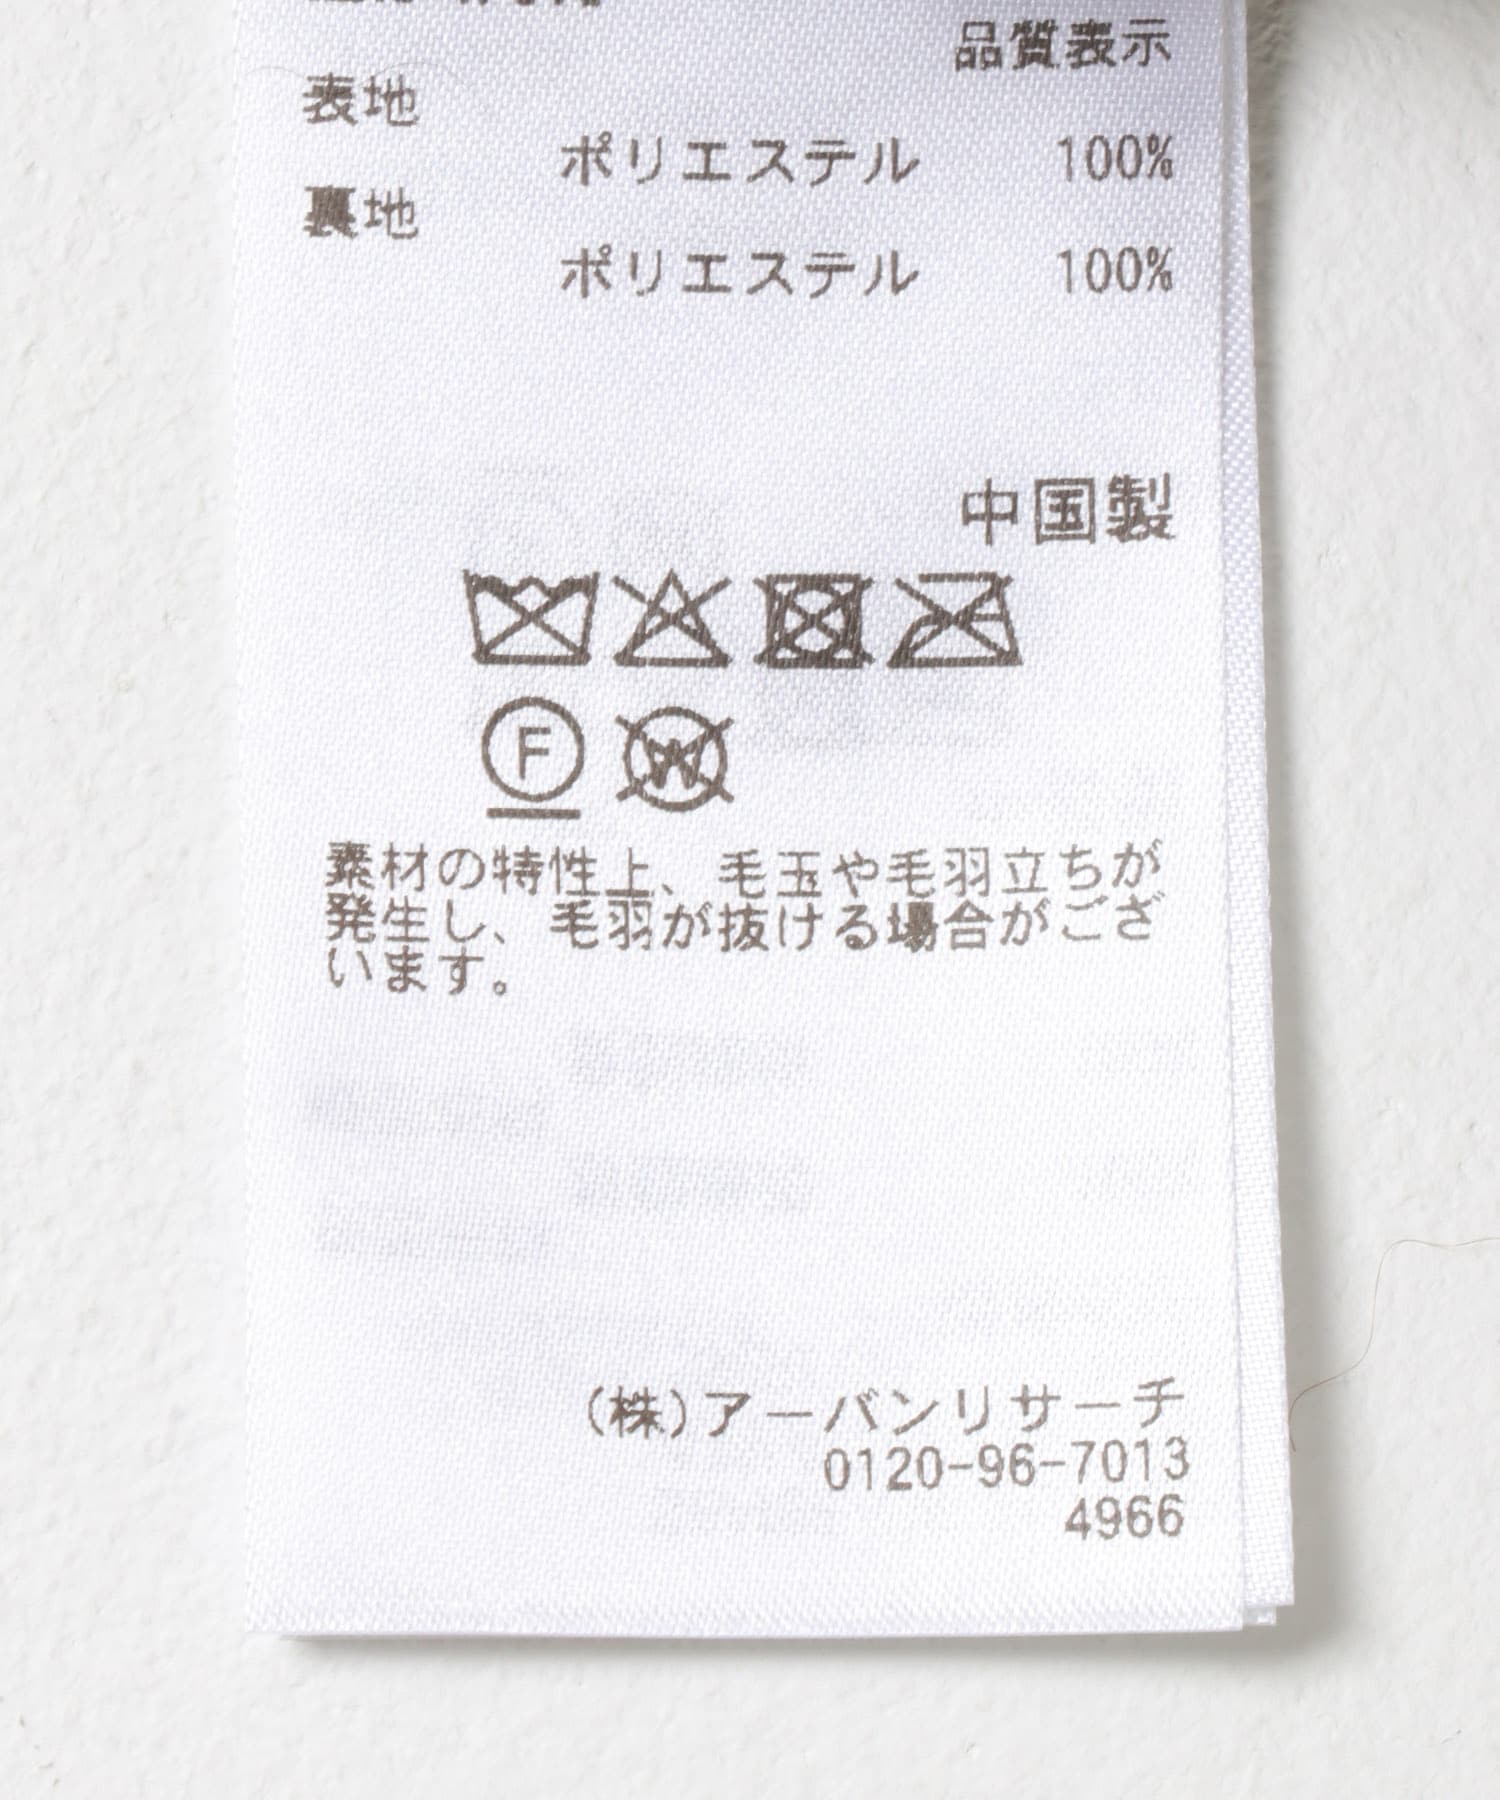 品質表示
表地
ポリエステル 100%
裏地
ポリエステル 100%
中国製
F
W
素材の特性上、毛玉や毛羽立ちが
発生し、毛羽が抜ける場合がござ
います。
(株)アーバンリサーチ
0120-96-7013
4966